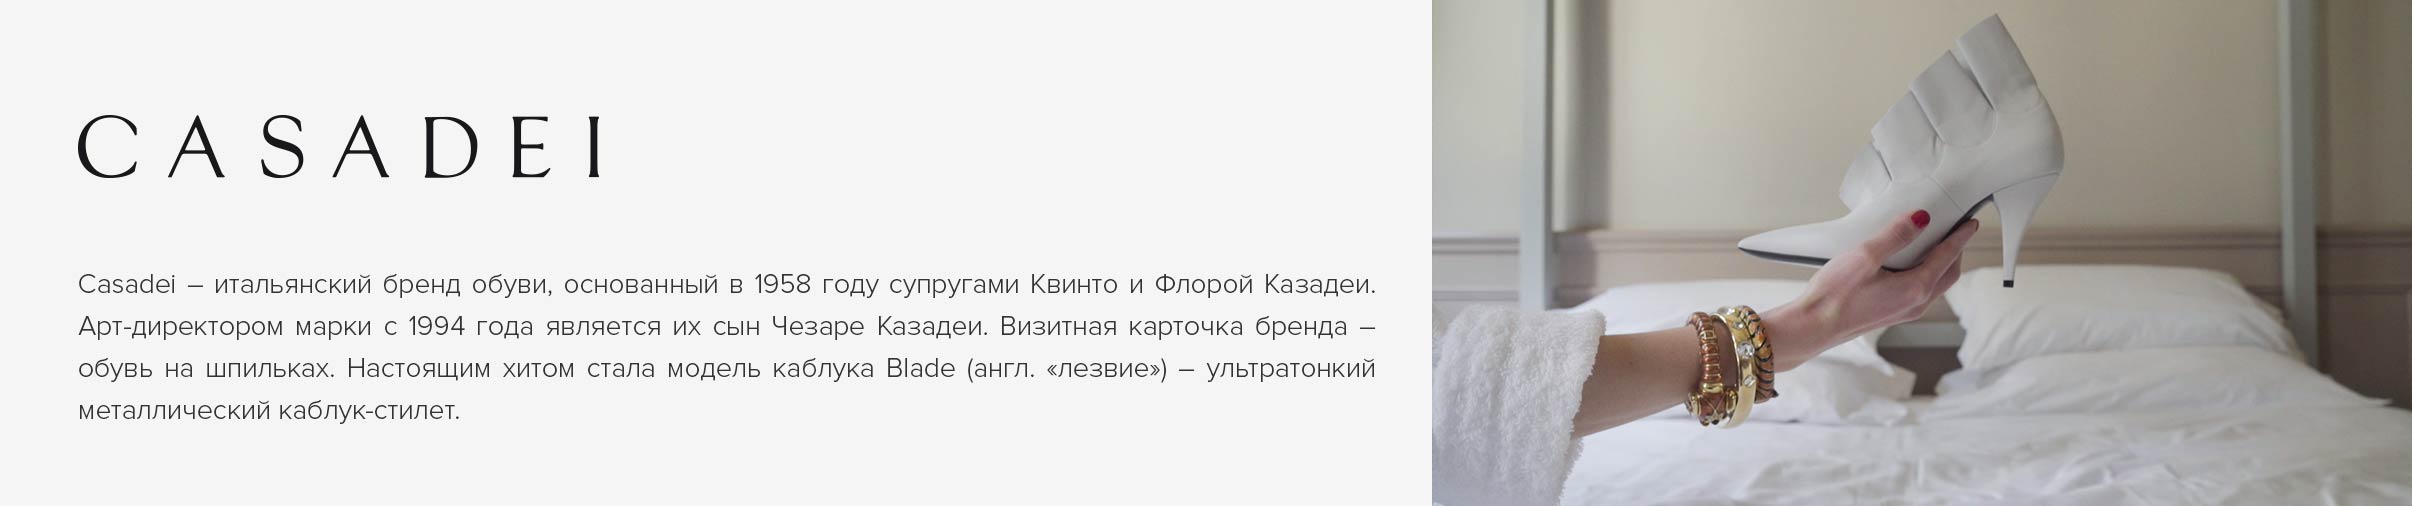 CASADEI
Casadei – итальянский бренд обуви, основанный в 1958 году супругами Квинто и Флорой Казадеи.
Арт-директором марки с 1994 года является их сын Чезаре Казадеи. Визитная карточка бренда –
обувь на шпильках. Настоящим хитом стала модель каблука Blade (англ. «лезвие») – ультратонкий
металлический каблук-стилет.